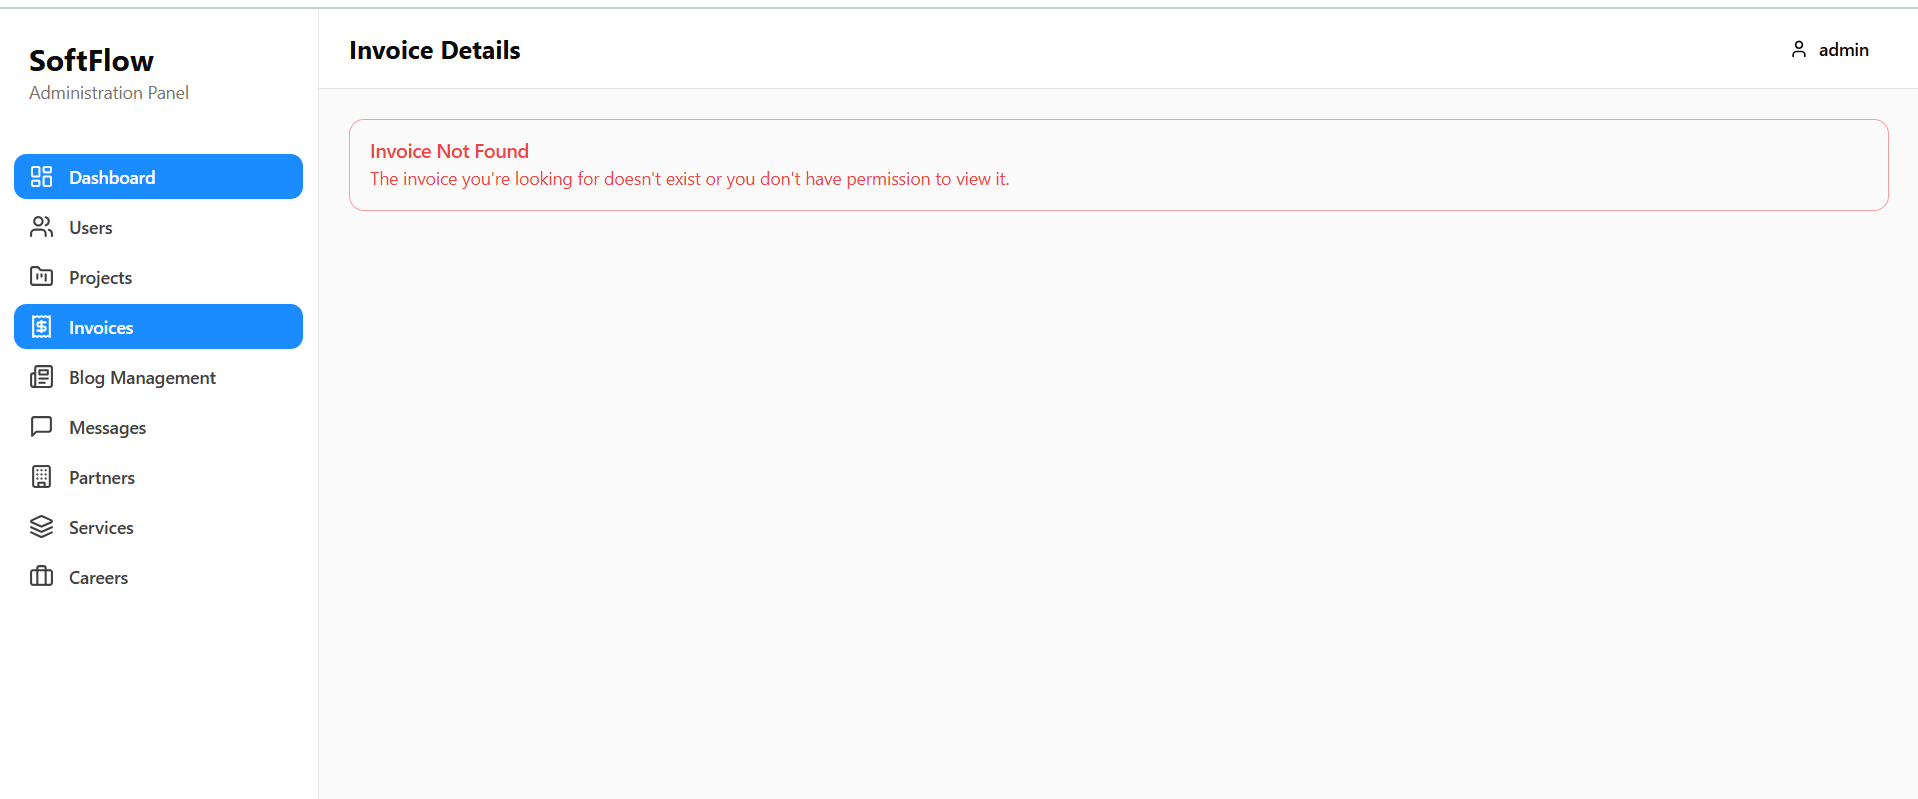 SoftFlow
Administration Panel
Dashboard
Users
Projects
Invoices
Blog Management
Messages
Partners
Services
Careers
Invoice Details
admin
Invoice Not Found
The invoice you're looking for doesn't exist or you don't have permission to view it.